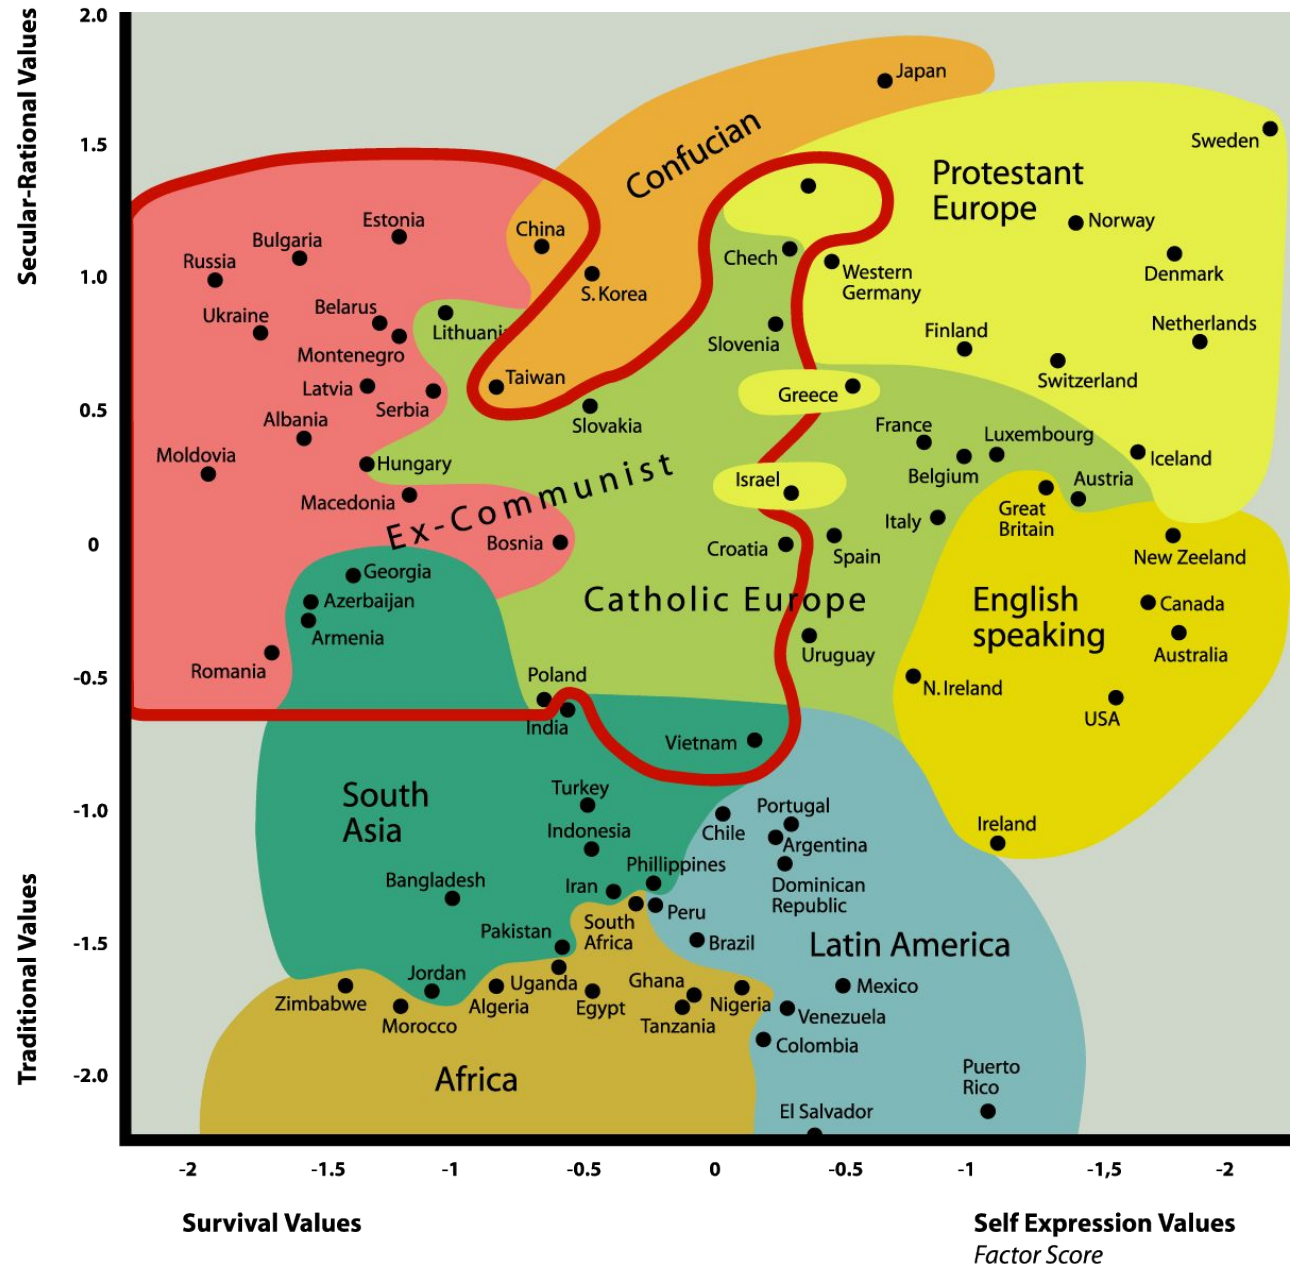 2.0
Secular-Rational Values
Japan
1.5
Sweden
Confucian
Protestant
Europe
Estonia
China
Norway
Bulgaria
Russia
Chech
1.0
Western
Germany
Denmark
S. Korea
Ukraine
Belarus
Lithuani
Montenegro
Slovenia
Finland
Netherlands
Switzerland
Taiwan
Latvia
Serbia
Greece
0.5
Albania
Slovakia
France
Luxembourg
Moldovia
Hungary
Belgium
Iceland
Israel
Austria
Macedonia
Ex-Communist
Great
Britain
Italy
0
Bosnia
Croatia
Spain
New Zeeland
Georgia
Azerbaijan
Catholic Europe
English
speaking
Canada
Armenia
Uruguay
Australia
Romania
-0.5
Poland
N. Ireland
India
USA
Vietnam
South
Asia
Turkey
-1.0
Portugal
Chile
Indonesia
Argentina
Ireland
Phillippines
Bangladesh
Iran
Dominican
Republic
Traditional Values
South
Africa
Peru
Pakistan
-1.5
Brazil
Latin America
Jordan
Zimbabwe
Uganda
Ghana
Mexico
Algeria
Egypt
Nigeria
Morocco
Tanzania
Venezuela
Colombia
-2.0
Africa
Puerto
Rico
El Salvador
-2 -1.5 -1 -0.5 0 -0.5 -1 -1,5 -2
Survival Values
Self Expression Values
Factor Score